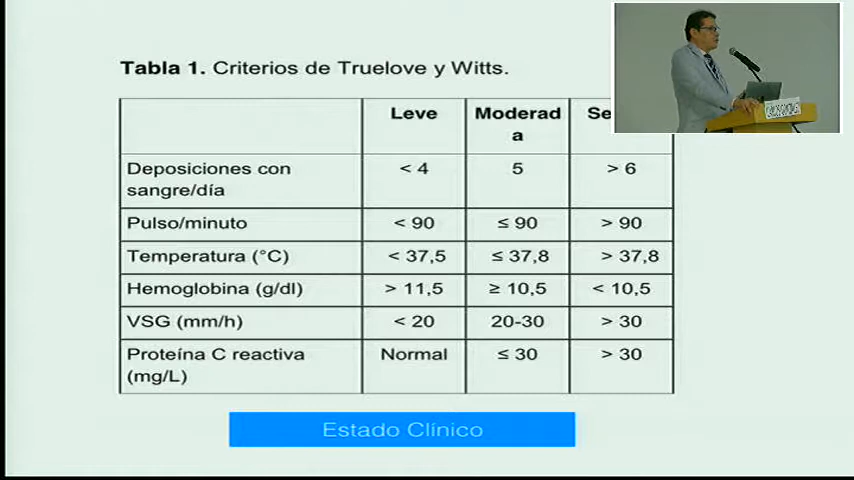 Tabla 1. Criterios de Truelove y Witts.
Leve Moderad
a
Deposiciones con < 4 5 > 6
sangre/día
Pulso/minuto < 90 ≤ 90 > 90
Temperatura (°C) < 37,5 ≤ 37,8 > 37,8
Hemoglobina (g/dl) > 11,5 ≥ 10,5 < 10,5
VSG (mm/h) < 20 20-30 > 30
Proteína C reactiva Normal ≤ 30 > 30
(mg/L)
Estado Clínico